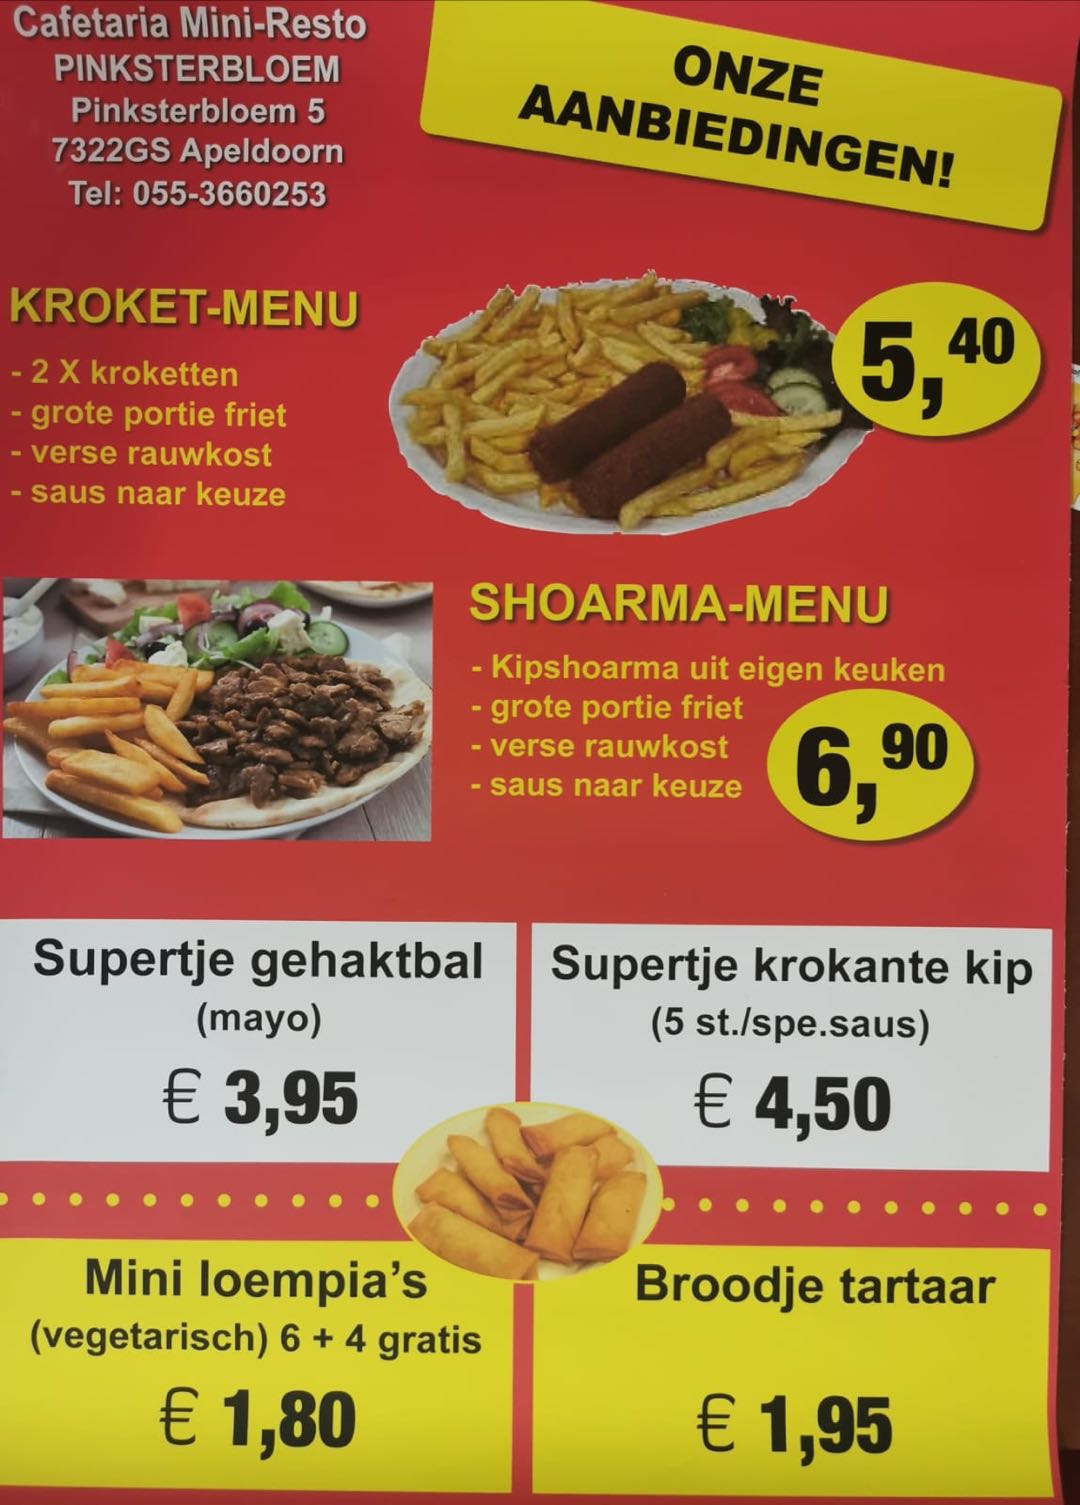 Cafetaria Mini-Resto
PINKSTERBLOEM
Pinksterbloem 5
7322GS Apeldoorn
Tel: 055-3660253
ONZE
AANBIEDINGEN!
KROKET-MENU
- 2 X kroketten
- grote portie friet
- verse rauwkost
- saus naar keuze
5,40
SHOARMA-MENU
- Kipshoarma uit eigen keuken
- grote portie friet
- verse rauwkost
- saus naar keuze
6,90
Supertje gehaktbal
(mayo)
€ 3,95
Supertje krokante kip
(5 st./spe.saus)
€ 4,50
Mini loempia's
(vegetarisch) 6 + 4 gratis
€ 1,80
Broodje tartaar
€ 1,95